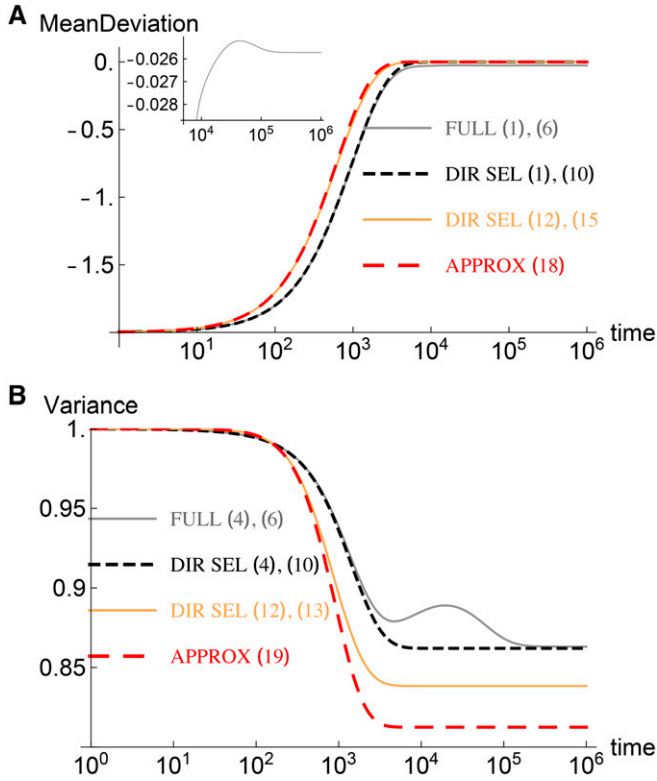 A
MeanDeviation
0.
−0.5
−1.
−1.5
−0.026
−0.027
−0.028
10^4 10^5 10^6
FULL (1), (6)
DIR SEL (1), (10)
DIR SEL (12), (15
APPROX (18)
10^1 10^2 10^3 10^4 10^5 10^6 time
B
Variance
1.
0.95
0.9
0.85
FULL (4), (6)
DIR SEL (4), (10)
DIR SEL (12), (13)
APPROX (19)
10^0 10^1 10^2 10^3 10^4 10^5 10^6 time